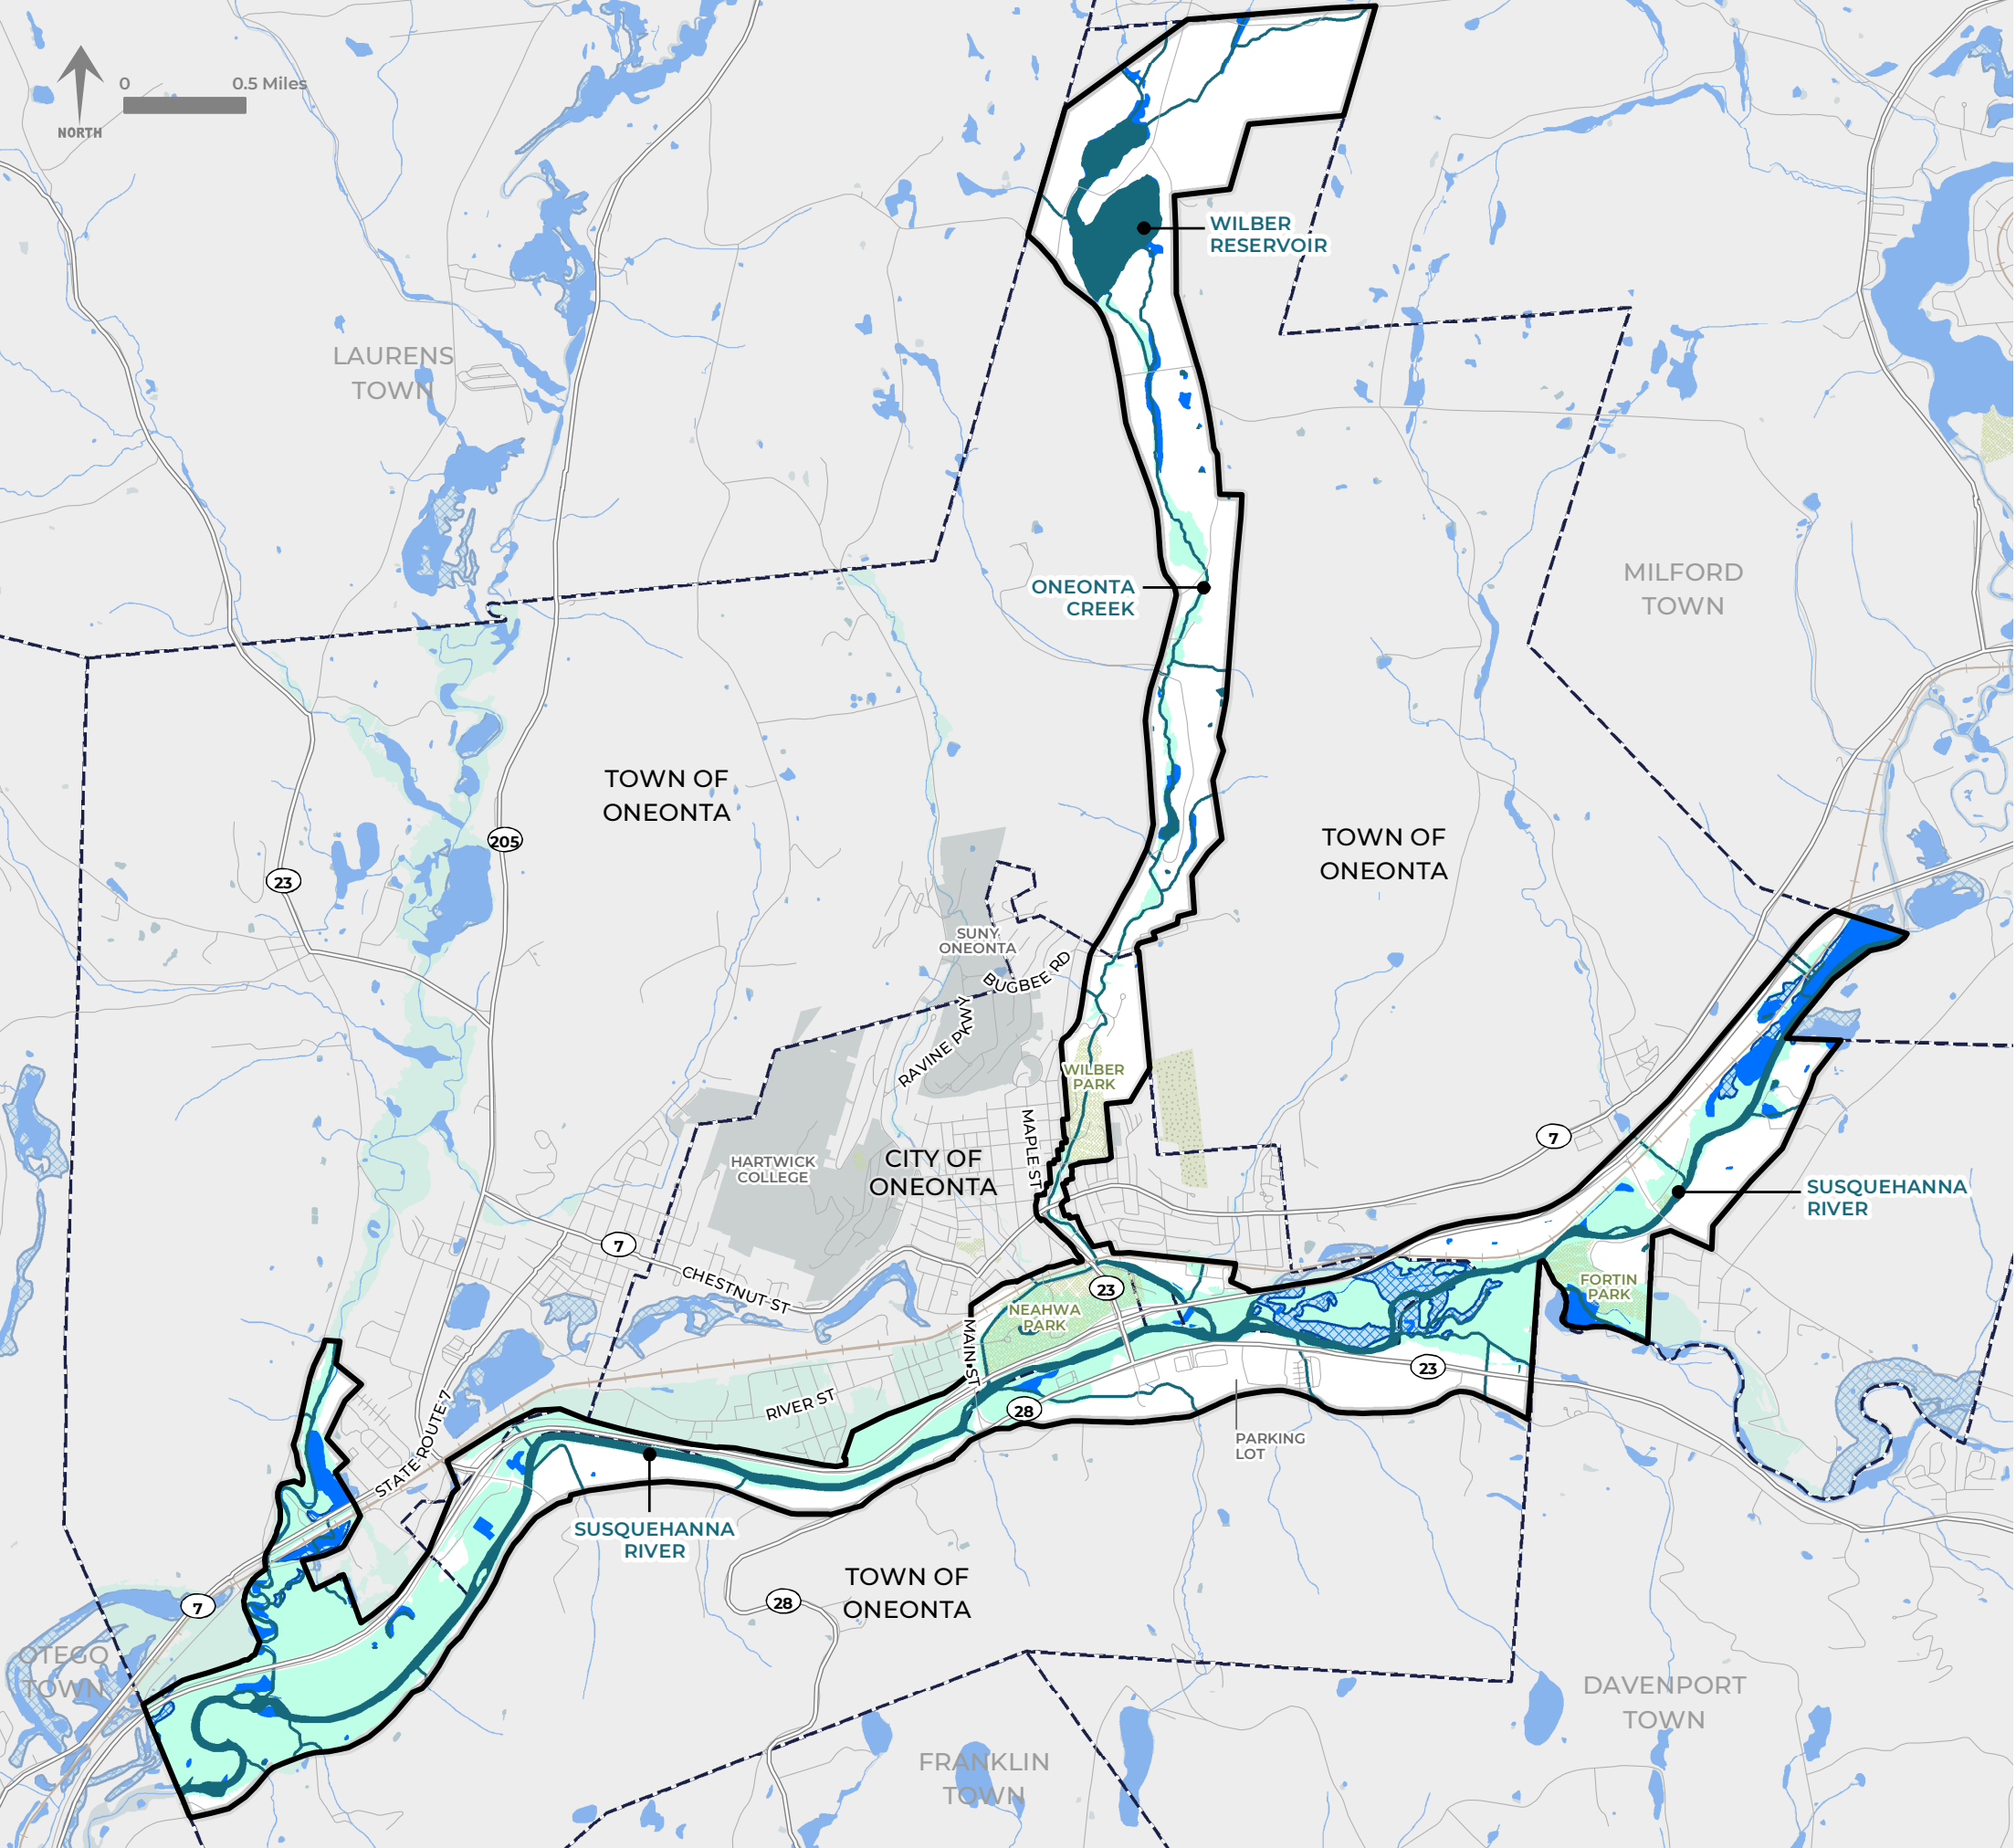 0 0.5 Miles
NORTH
WILBER
RESERVOIR
LAURENS
TOWN
ONEONTA
CREEK
MILFORD
TOWN
TOWN OF
ONEONTA
TOWN OF
ONEONTA
205
23
SUNY
ONEONTA
BUGBEE RD
RAVINE PKWY
WILBER
PARK
MAPLE ST
7
HARTWICK
COLLEGE
CITY OF
ONEONTA
SUSQUEHANNA
RIVER
7
CHESTNUT ST
23
FORTIN
PARK
NEAHWA
PARK
MAIN ST
23
RIVER ST
28
STATE ROUTE 7
PARKING
LOT
SUSQUEHANNA
RIVER
TOWN OF
ONEONTA
28
7
OTEGO
TOWN
DAVENPORT
TOWN
FRANKLIN
TOWN